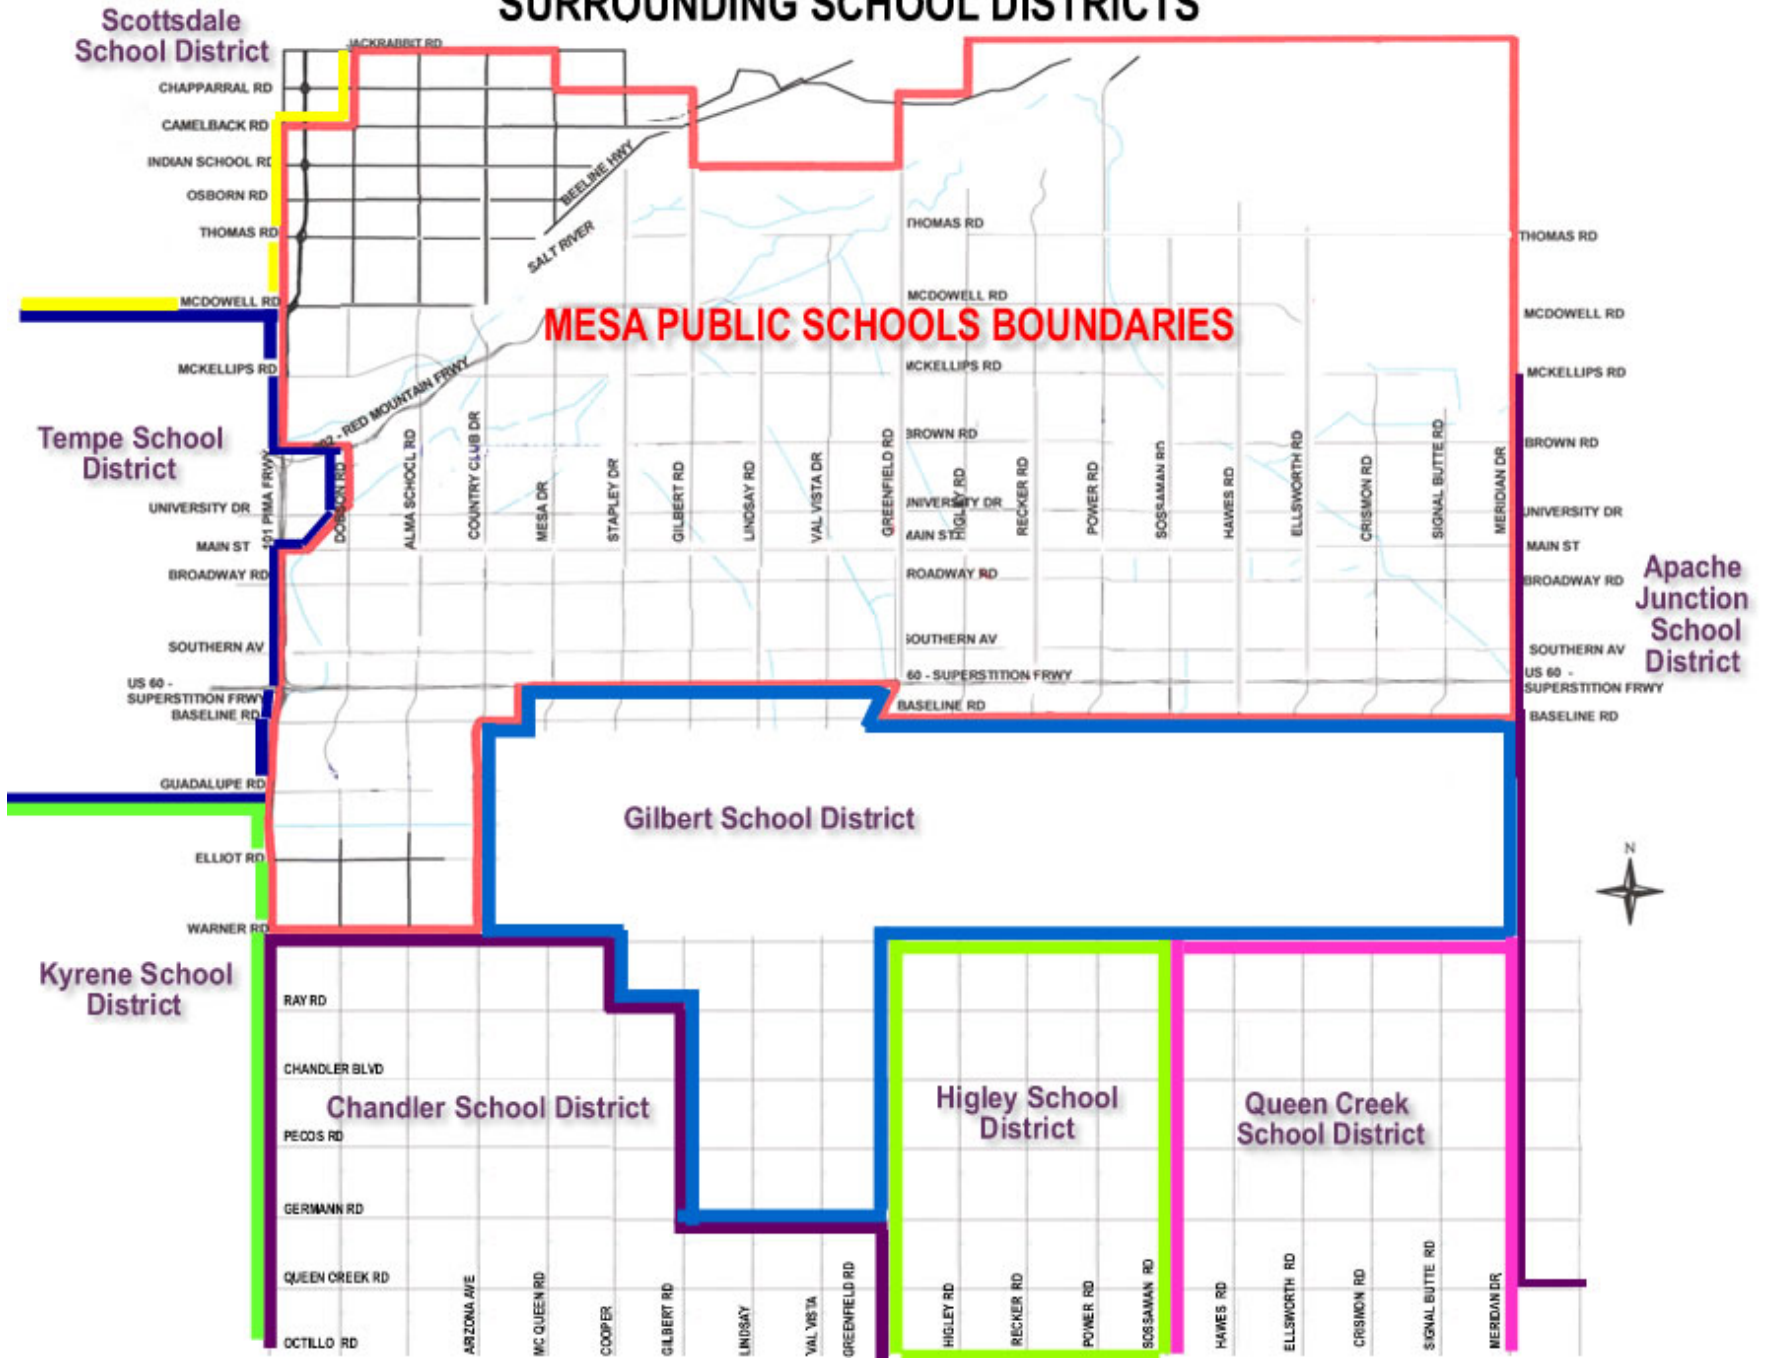 SURROUNDING SCHOOL DISTRICTS
Scottsdale
School District
JACKRABBIT RD
CHAPPARRAL RD
CAMELBACK RD
INDIAN SCHOOL RD
OSBORN RD
THOMAS RD
MCDOWELL RD
MCKELLIPS RD
BEELINE HWY
SALT RIVER
THOMAS RD
THOMAS RD
MCDOWELL RD
MCDOWELL RD
MESA PUBLIC SCHOOLS BOUNDARIES
MCKELLIPS RD
MCKELLIPS RD
202 - RED MOUNTAIN FRWY
Tempe School
District
BROWN RD
BROWN RD
101 PIMA FRWY
DOBSON RD
ALMA SCHOOL RD
COUNTRY CLUB DR
MESA DR
STAPLEY DR
GILBERT RD
LINDSAY RD
VAL VISTA DR
GREENFIELD RD
HIGLEY RD
RECKER RD
POWER RD
SOSSAMAN RD
HAWES RD
ELLSWORTH RD
CRISMON RD
SIGNAL BUTTE RD
MERIDIAN DR
UNIVERSITY DR
UNIVERSITY DR
UNIVERSITY DR
MAIN ST
MAIN ST
MAIN ST
BROADWAY RD
ROADWAY RD
BROADWAY RD
Apache
Junction
School
District
SOUTHERN AV
SOUTHERN AV
SOUTHERN AV
US 60 -
SUPERSTITION FRWY
60 - SUPERSTITION FRWY
US 60 -
SUPERSTITION FRWY
BASELINE RD
BASELINE RD
BASELINE RD
GUADALUPE RD
Gilbert School District
ELLIOT RD
N
WARNER RD
Kyrene School
District
RAY RD
CHANDLER BLVD
Chandler School District
Higley School
District
Queen Creek
School District
PECOS RD
GERMANN RD
QUEEN CREEK RD
OCTILLO RD
ARIZONA AVE
MC QUEEN RD
COOPER
GILBERT RD
LINDSAY
VAL VISTA
GREENFIELD RD
HIGLEY RD
RECKER RD
POWER RD
SOSSAMAN RD
HAWES RD
ELLSWORTH RD
CRISMON RD
SIGNAL BUTTE RD
MERIDIAN DR